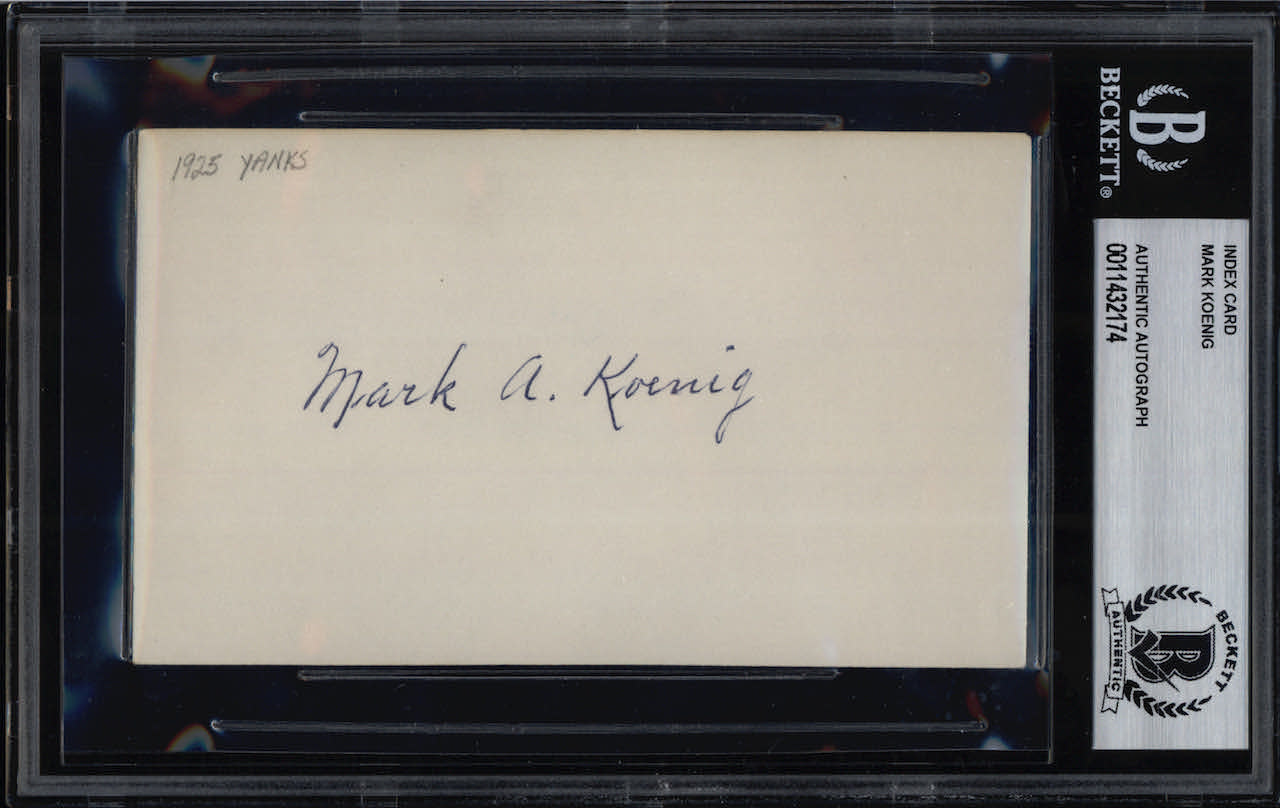 1925 YANKS
Mark A. Koenig
B
BECKETT®
INDEX CARD
MARK KOENIG
AUTHENTIC AUTOGRAPH
0011432174
BECKETT
B
AUTHENTIC